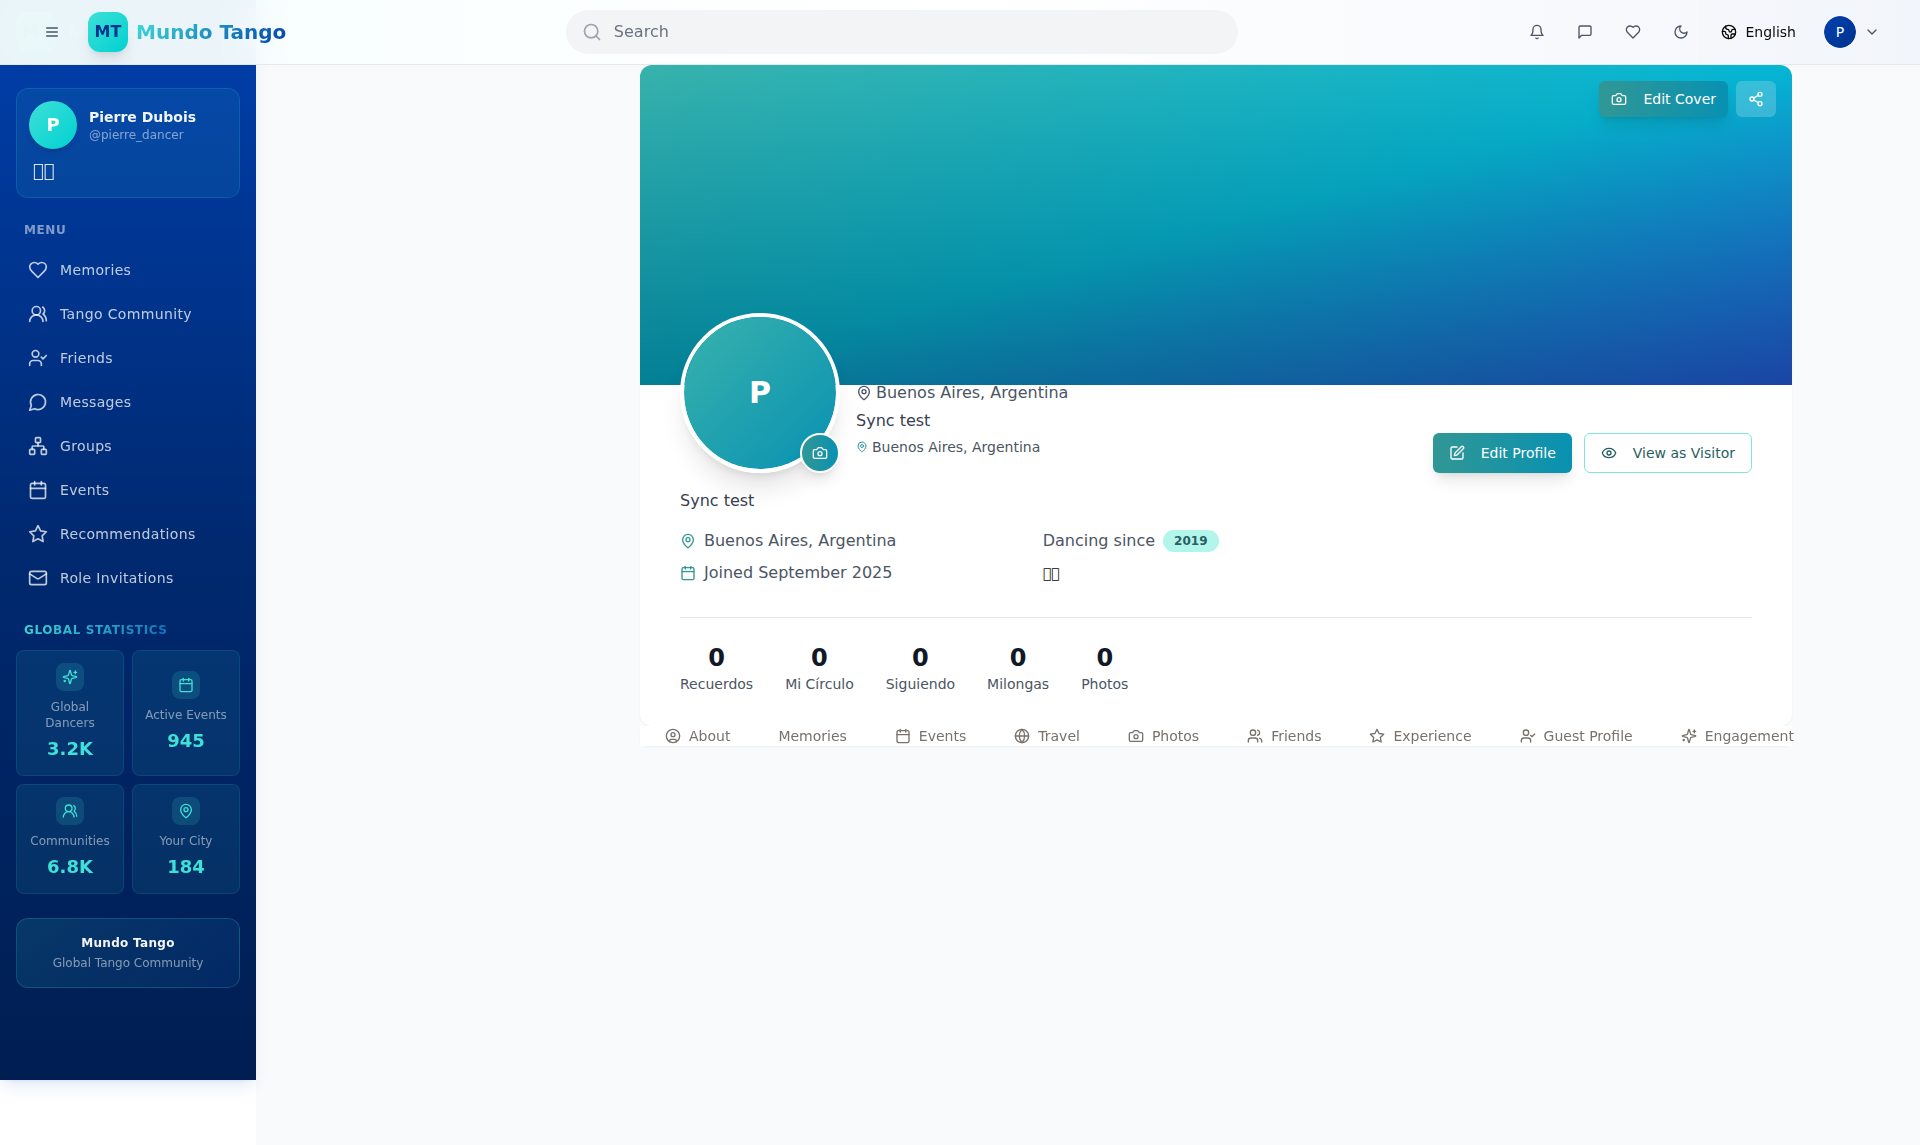 MT Mundo Tango
Search
English
P
P
Pierre Dubois
@pierre_dancer
MENU
Memories
Tango Community
Friends
Messages
Groups
Events
Recommendations
Role Invitations
GLOBAL STATISTICS
Global
Dancers
3.2K
Active Events
945
Communities
6.8K
Your City
184
Mundo Tango
Global Tango Community
Edit Cover
P
Buenos Aires, Argentina
Sync test
Buenos Aires, Argentina
Edit Profile
View as Visitor
Sync test
Buenos Aires, Argentina
Dancing since 2019
Joined September 2025
0 0 0 0 0
Recuerdos Mi Círculo Siguiendo Milongas Photos
About Memories Events Travel Photos Friends Experience Guest Profile Engagement